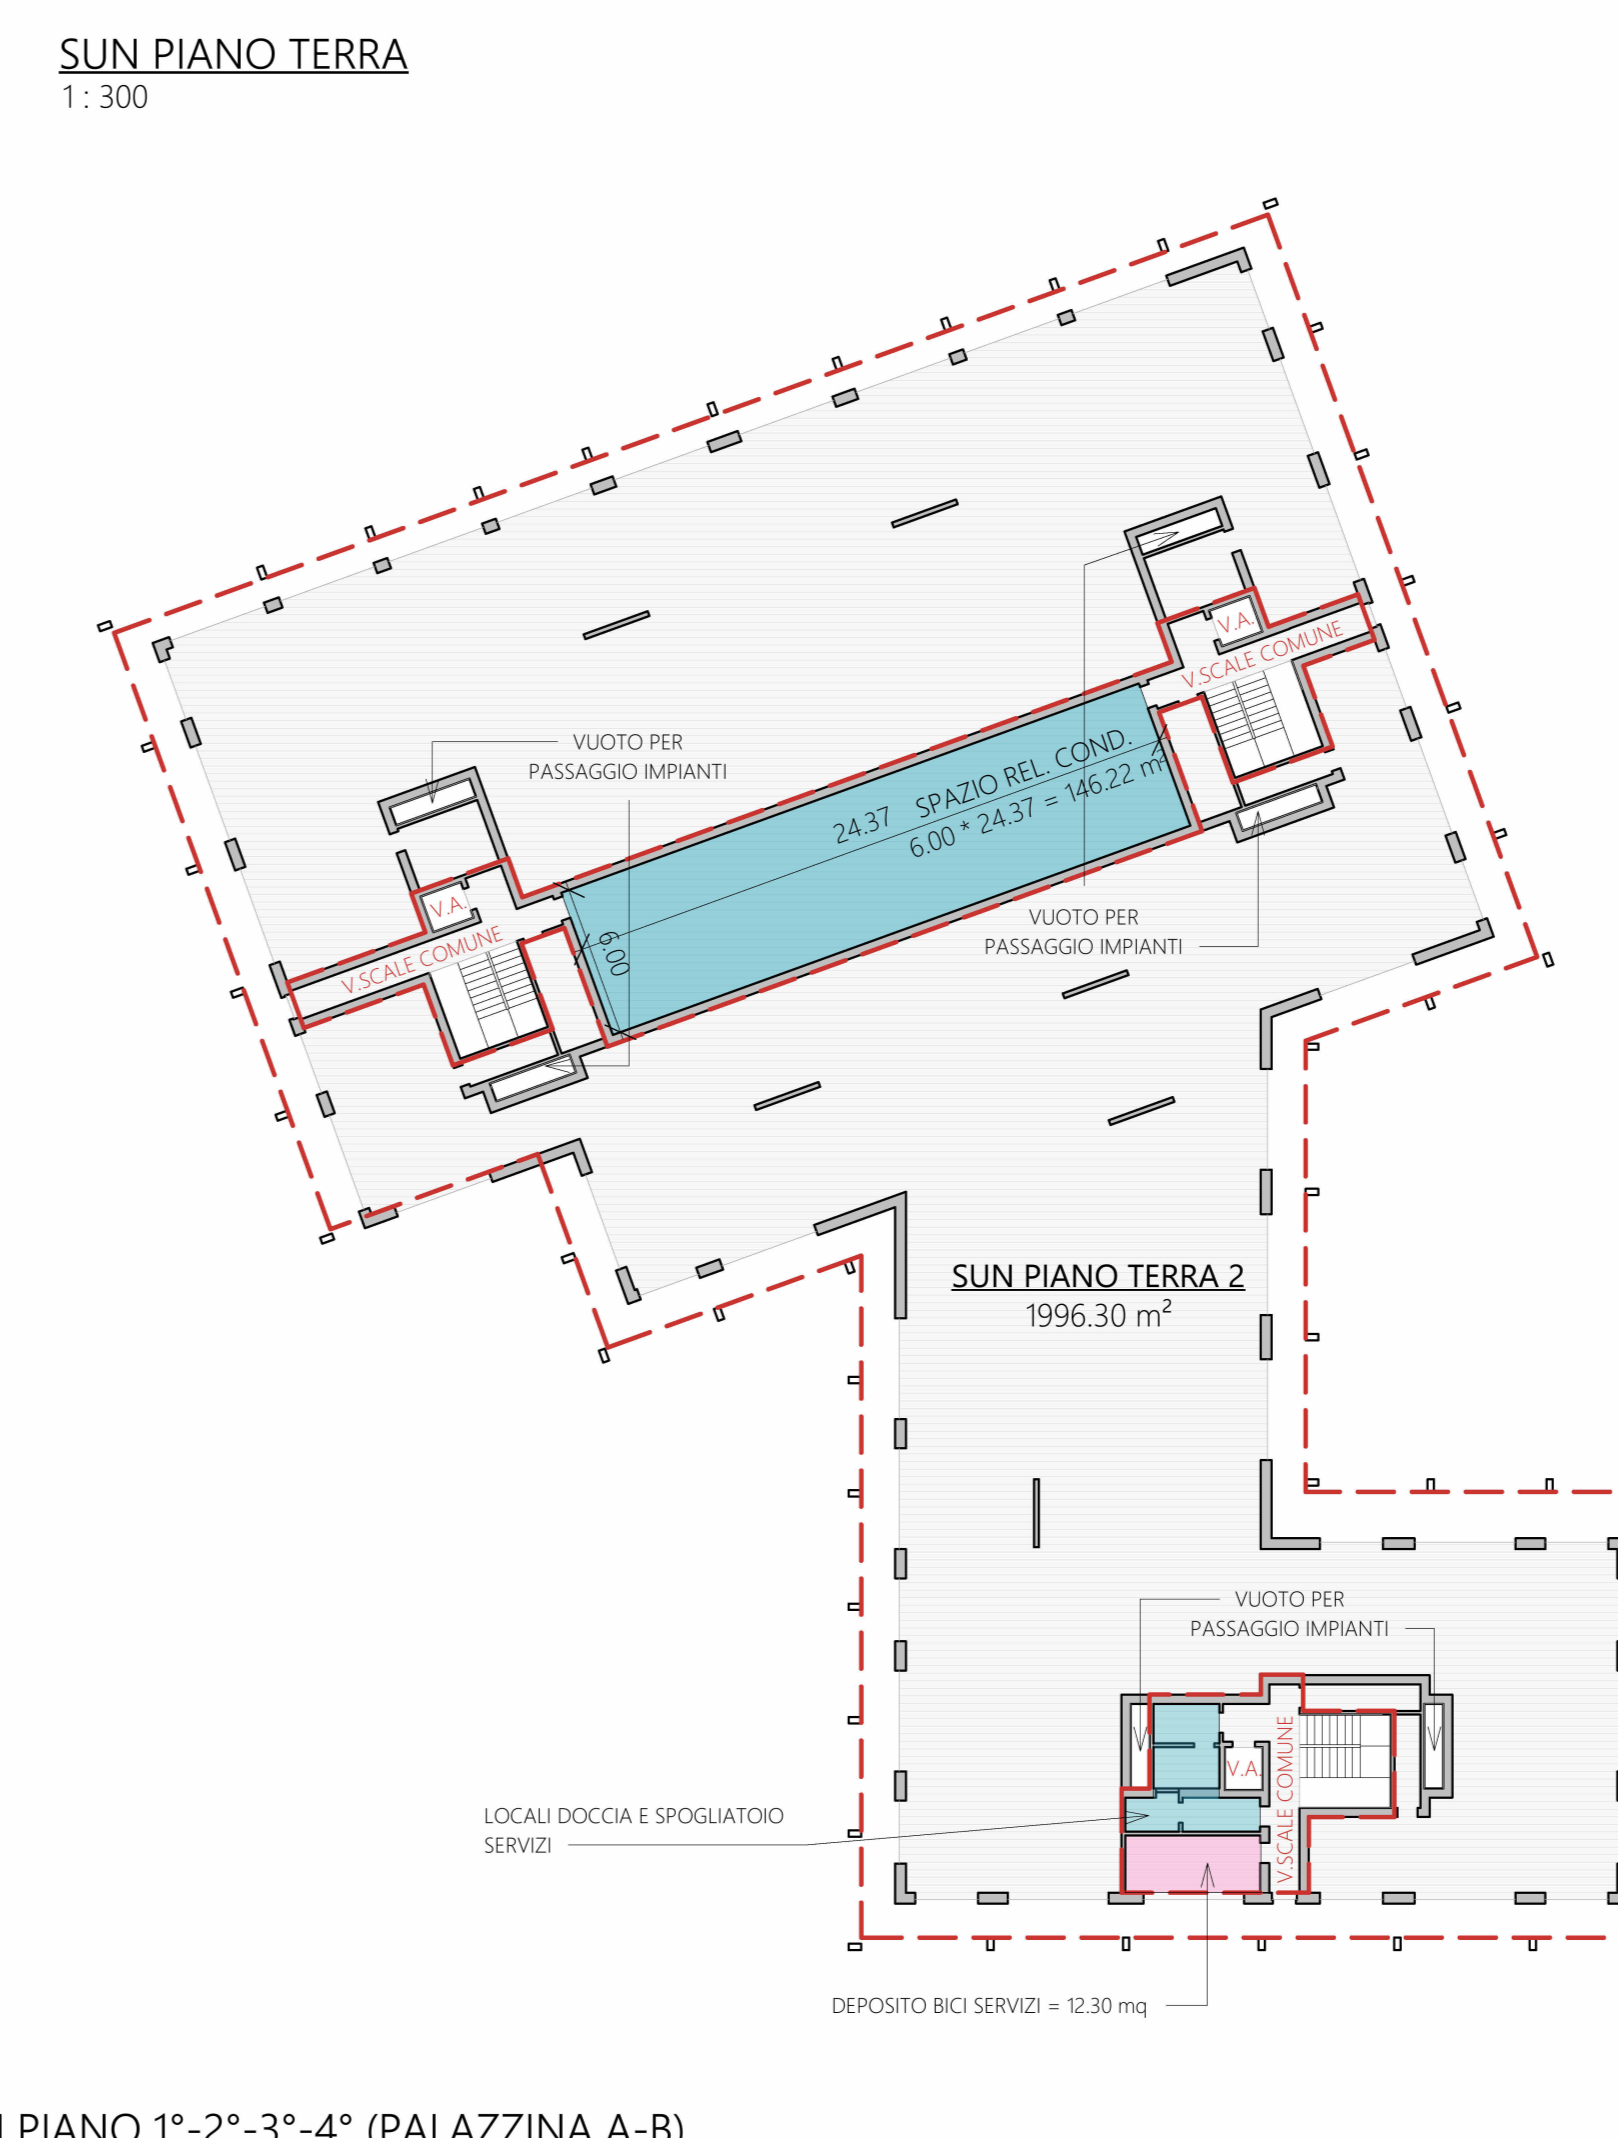 SUN PIANO TERRA
1 : 300
V.A.
V.SCALE COMUNE
VUOTO PER
PASSAGGIO IMPIANTI
24.37 SPAZIO REL. COND.
6.00 * 24.37 = 146.22 m²
V.A.
V.SCALE COMUNE
6.00
VUOTO PER
PASSAGGIO IMPIANTI
SUN PIANO TERRA 2
1996.30 m²
VUOTO PER
PASSAGGIO IMPIANTI
V.A.
V.SCALE COMUNE
LOCALI DOCCIA E SPOGLIATOIO
SERVIZI
DEPOSITO BICI SERVIZI = 12.30 mq
PIANO 1°-2°-3°-4° (PALAZZINA A-B)